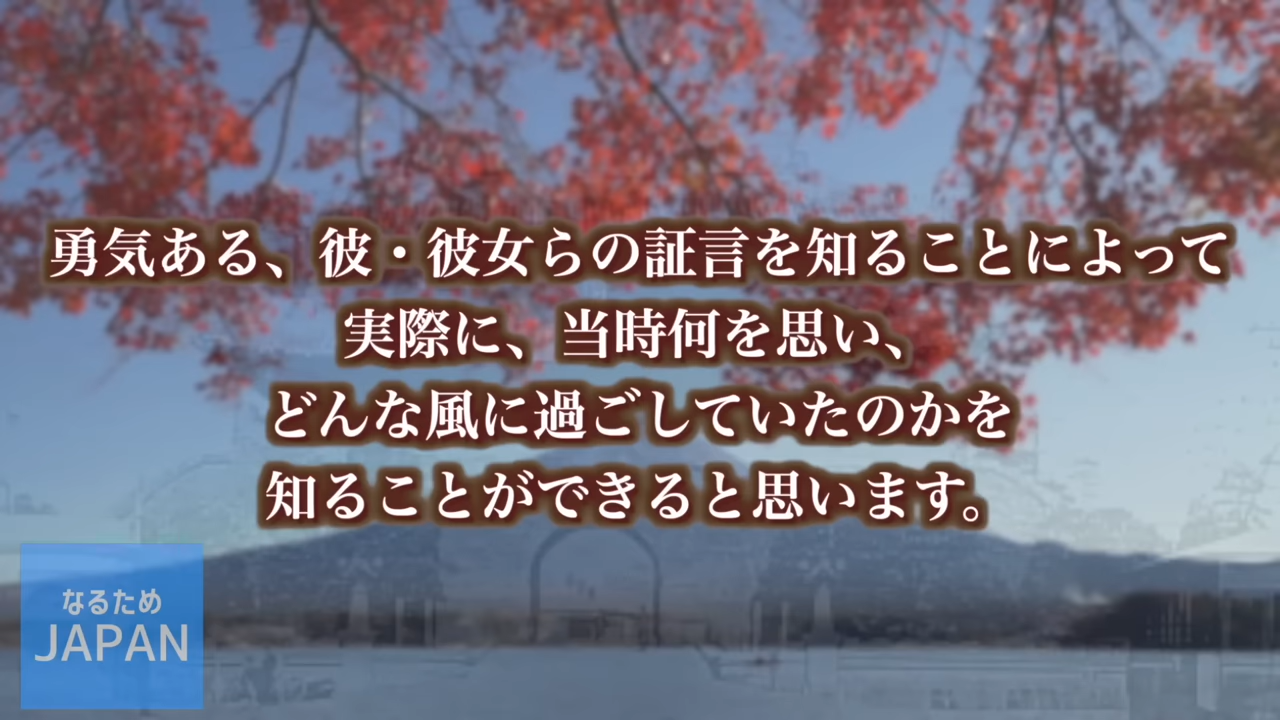 勇気ある、彼・彼女らの証言を知ることによって
実際に、当時何を思い、
どんな風に過ごしていたのかを
知ることができると思います。
なるため
JAPAN